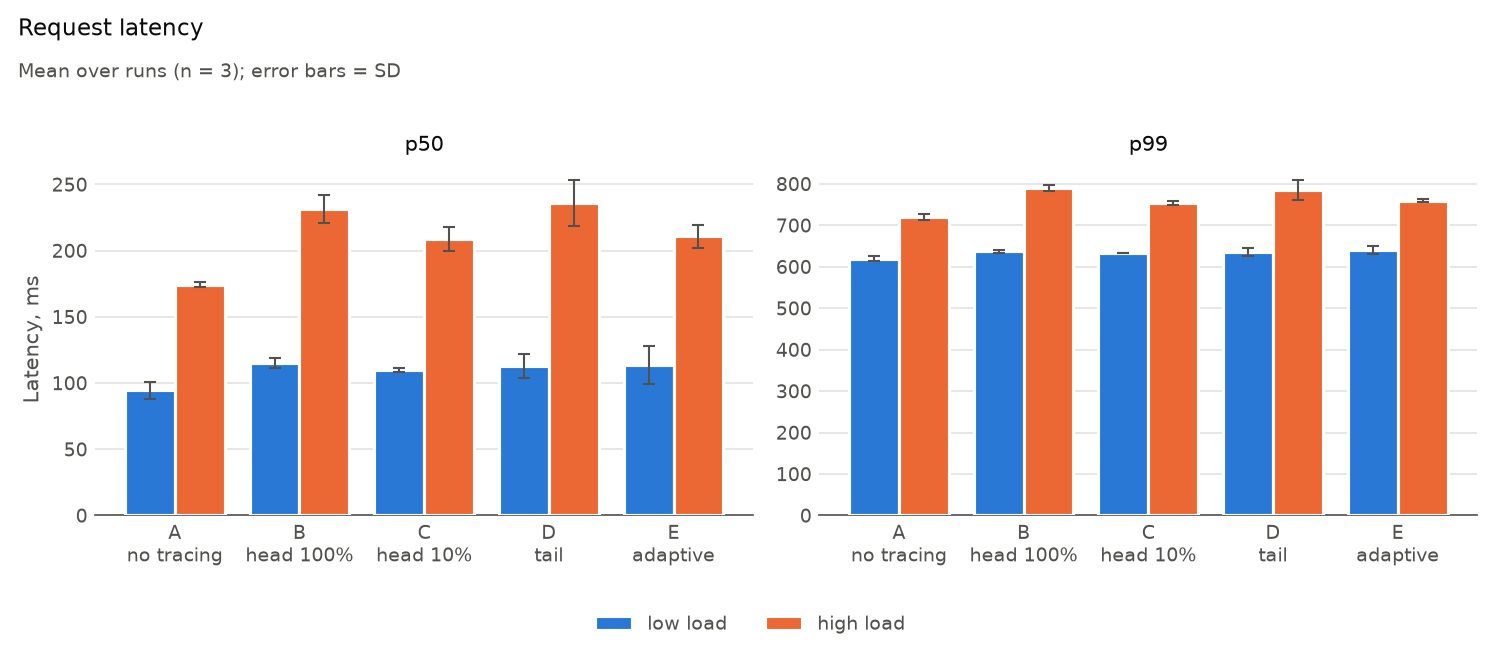 Request latency
Mean over runs (n = 3); error bars = SD
p50
Latency, ms
250
200
150
100
50
0
A
no tracing
B
head 100%
C
head 10%
D
tail
E
adaptive
p99
800
700
600
500
400
300
200
100
0
A
no tracing
B
head 100%
C
head 10%
D
tail
E
adaptive
low load
high load